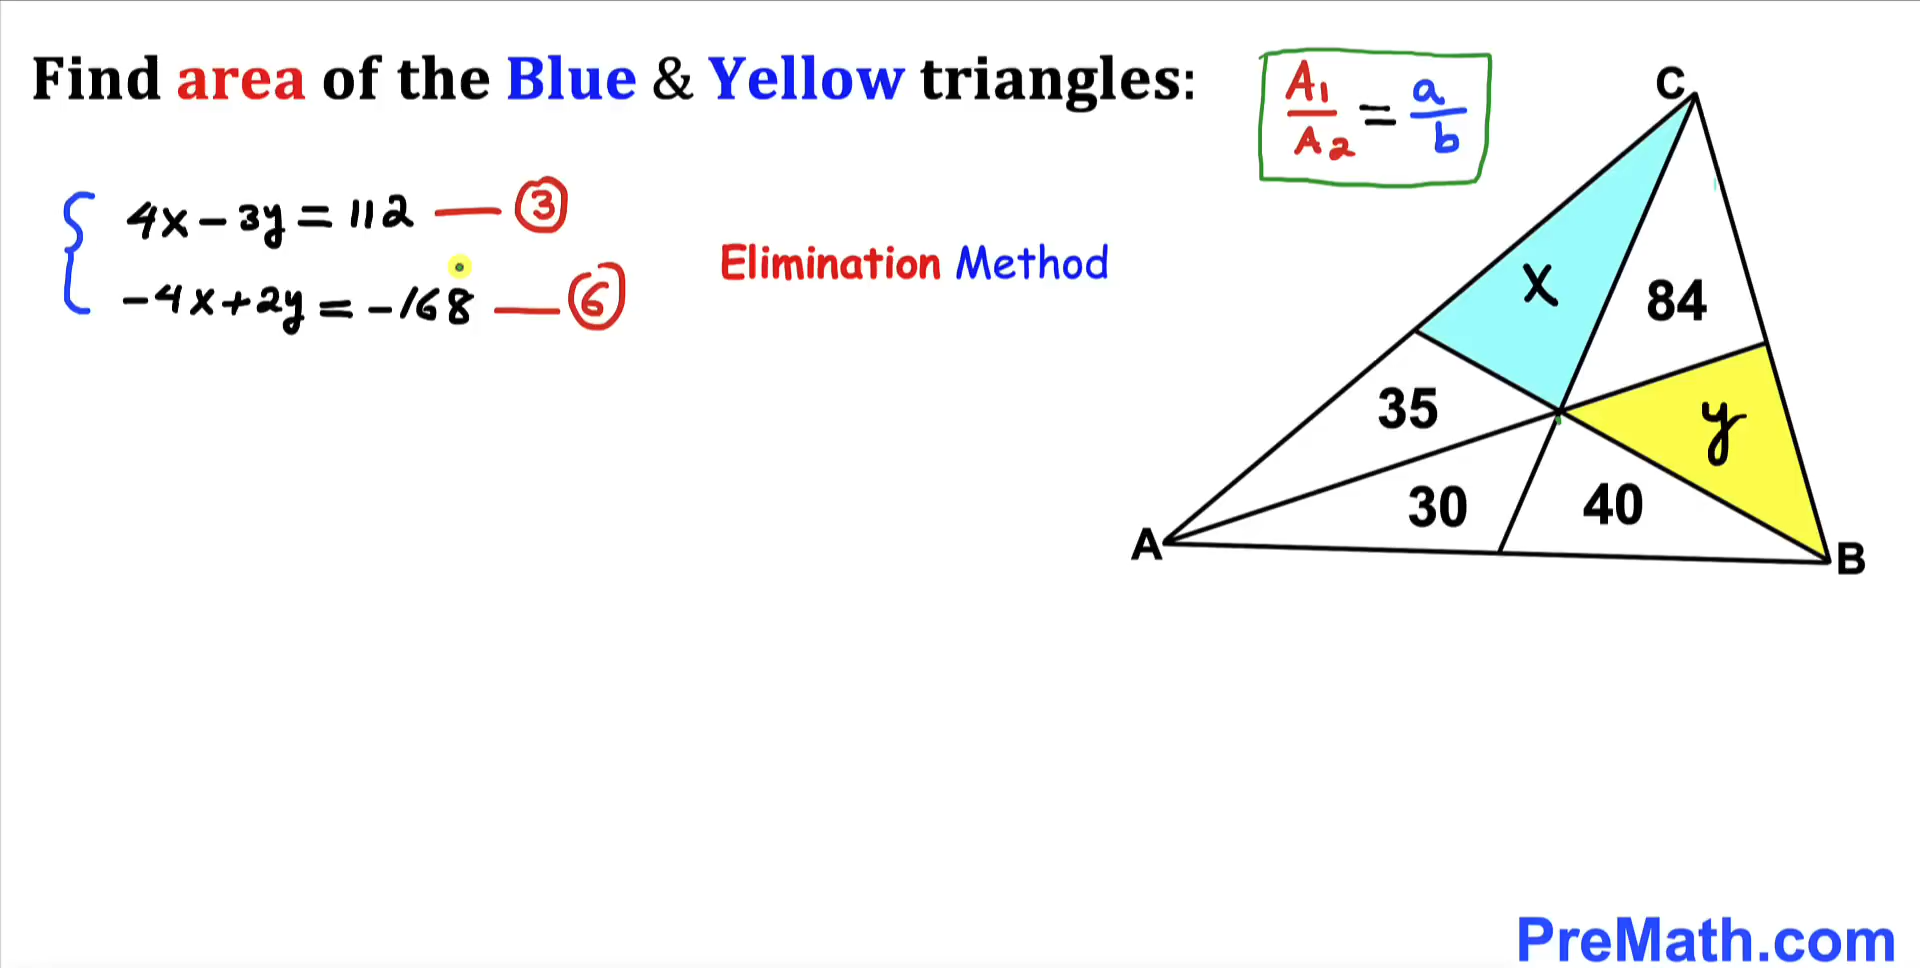 Find area of the Blue & Yellow triangles:
A1/A2 = a/b
4x - 3y = 112 — 3
-4x + 2y = -168 — 6
Elimination Method
C
x
84
35
y
30
40
A
B
PreMath.com